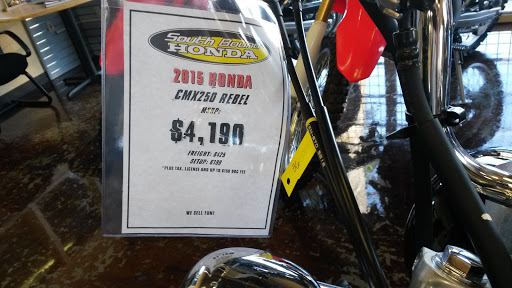 South Sound
HONDA
2015 HONDA
CMX250 REBEL
MSRP:
$4,190
FREIGHT: $425
SETUP: $199
*PLUS TAX, LICENSE AND UP TO $150 DOC FEE
WE SELL FUN!